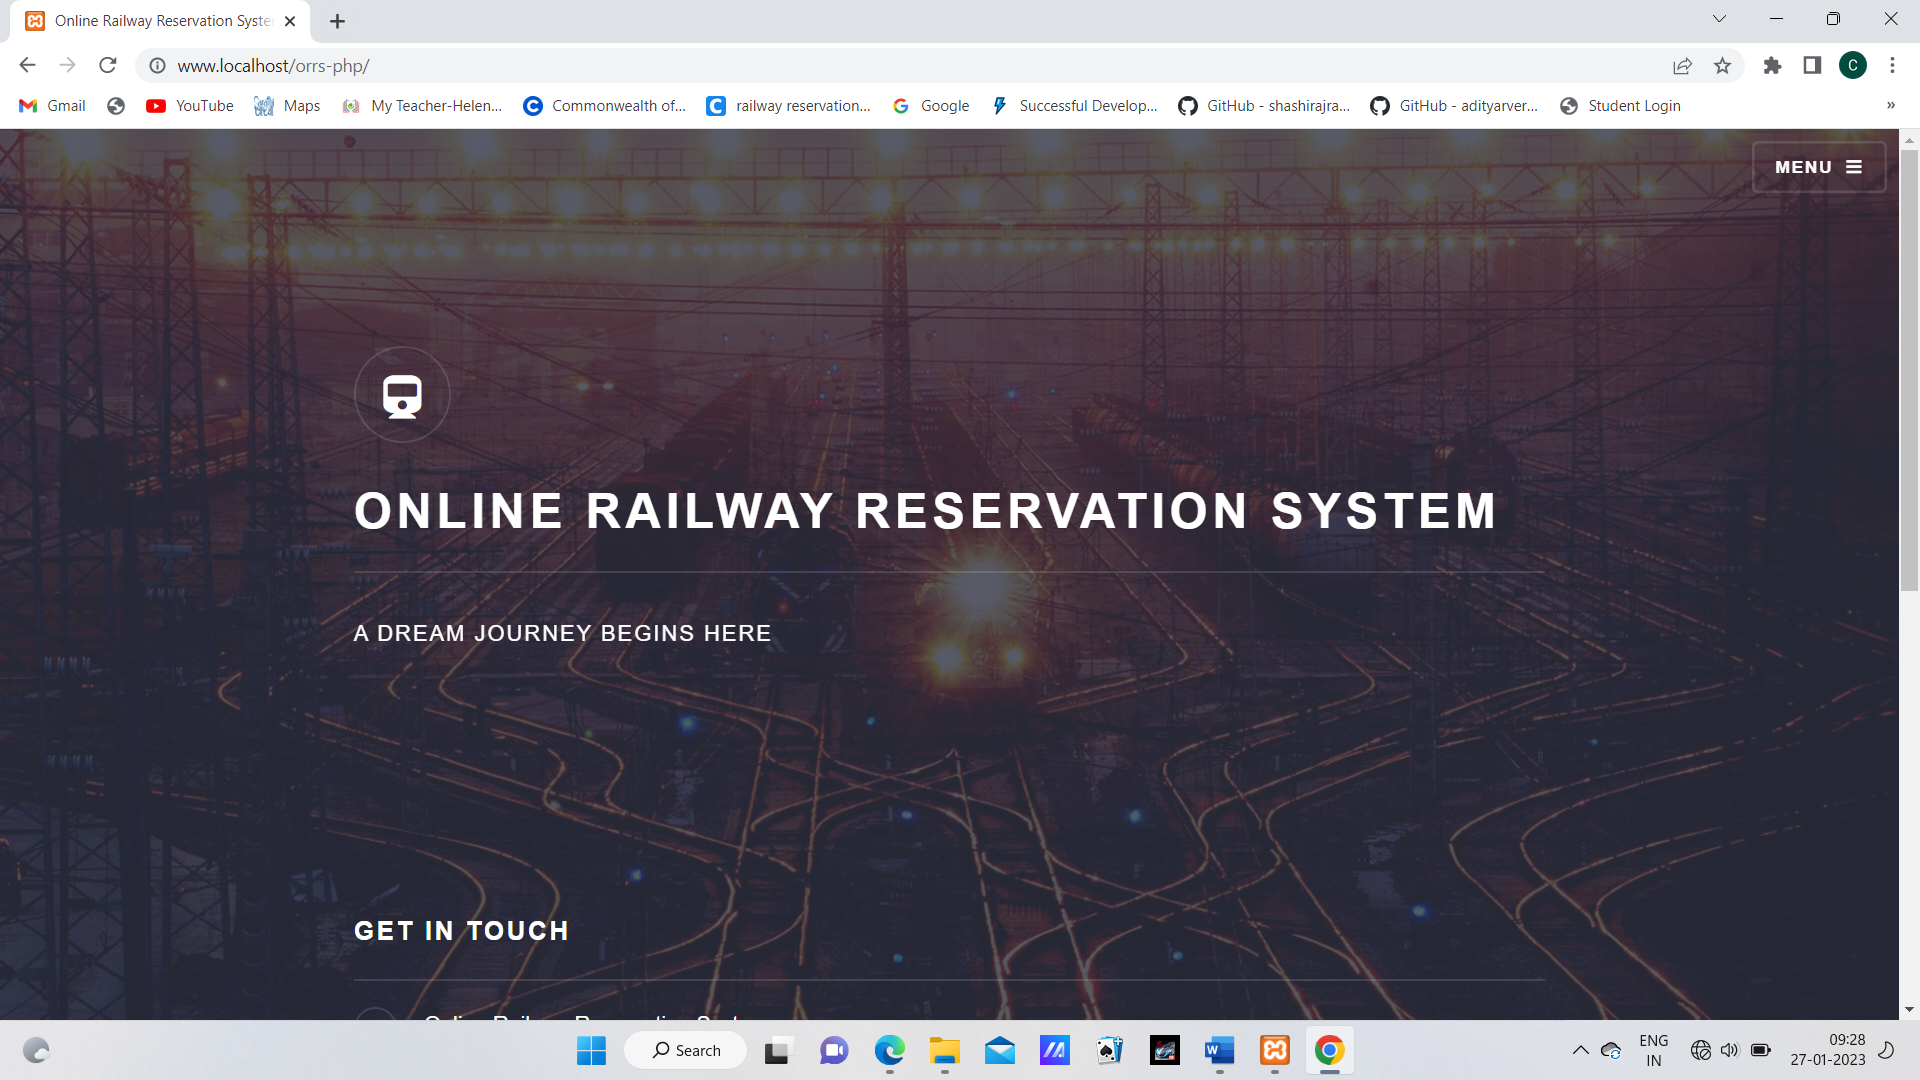 Online Railway Reservation Syste
www.localhost/orrs-php/
Gmail
YouTube
Maps
My Teacher-Helen...
Commonwealth of...
railway reservation...
Google
Successful Develop...
GitHub - shashirajra...
GitHub - adityarver...
Student Login
»
MENU
ONLINE RAILWAY RESERVATION SYSTEM
A DREAM JOURNEY BEGINS HERE
GET IN TOUCH
Search
ENG
IN
09:28
27-01-2023
C